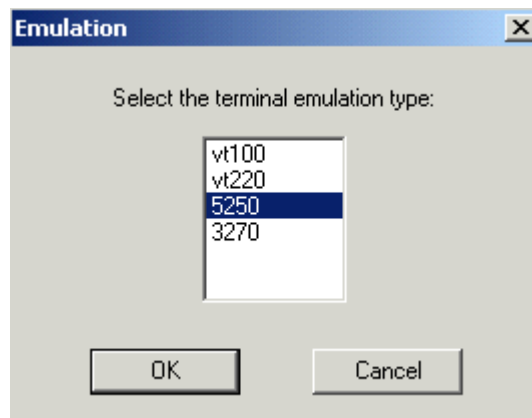 Emulation
Select the terminal emulation type:
vt100
vt220
5250
3270
OK
Cancel